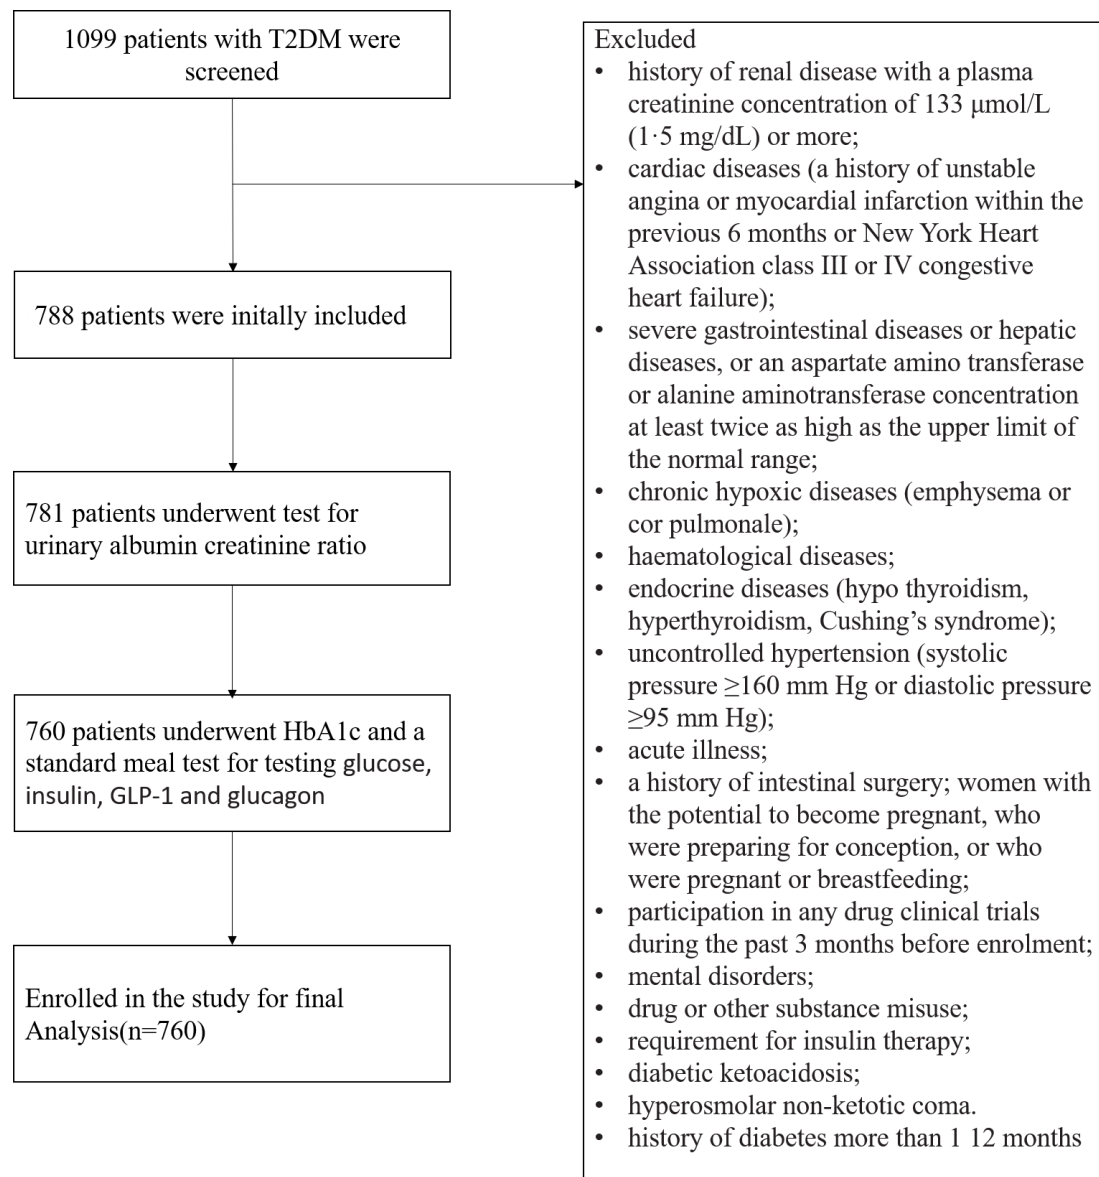 1099 patients with T2DM were
screened
788 patients were initally included
781 patients underwent test for
urinary albumin creatinine ratio
760 patients underwent HbA1c and a
standard meal test for testing glucose,
insulin, GLP-1 and glucagon
Enrolled in the study for final
Analysis(n=760)
Excluded
• history of renal disease with a plasma
creatinine concentration of 133 μmol/L
(1·5 mg/dL) or more;
• cardiac diseases (a history of unstable
angina or myocardial infarction within the
previous 6 months or New York Heart
Association class III or IV congestive
heart failure);
• severe gastrointestinal diseases or hepatic
diseases, or an aspartate amino transferase
or alanine aminotransferase concentration
at least twice as high as the upper limit of
the normal range;
• chronic hypoxic diseases (emphysema or
cor pulmonale);
• haematological diseases;
• endocrine diseases (hypo thyroidism,
hyperthyroidism, Cushing’s syndrome);
• uncontrolled hypertension (systolic
pressure ≥160 mm Hg or diastolic pressure
≥95 mm Hg);
• acute illness;
• a history of intestinal surgery; women with
the potential to become pregnant, who
were preparing for conception, or who
were pregnant or breastfeeding;
• participation in any drug clinical trials
during the past 3 months before enrolment;
• mental disorders;
• drug or other substance misuse;
• requirement for insulin therapy;
• diabetic ketoacidosis;
• hyperosmolar non-ketotic coma.
• history of diabetes more than 1 12 months